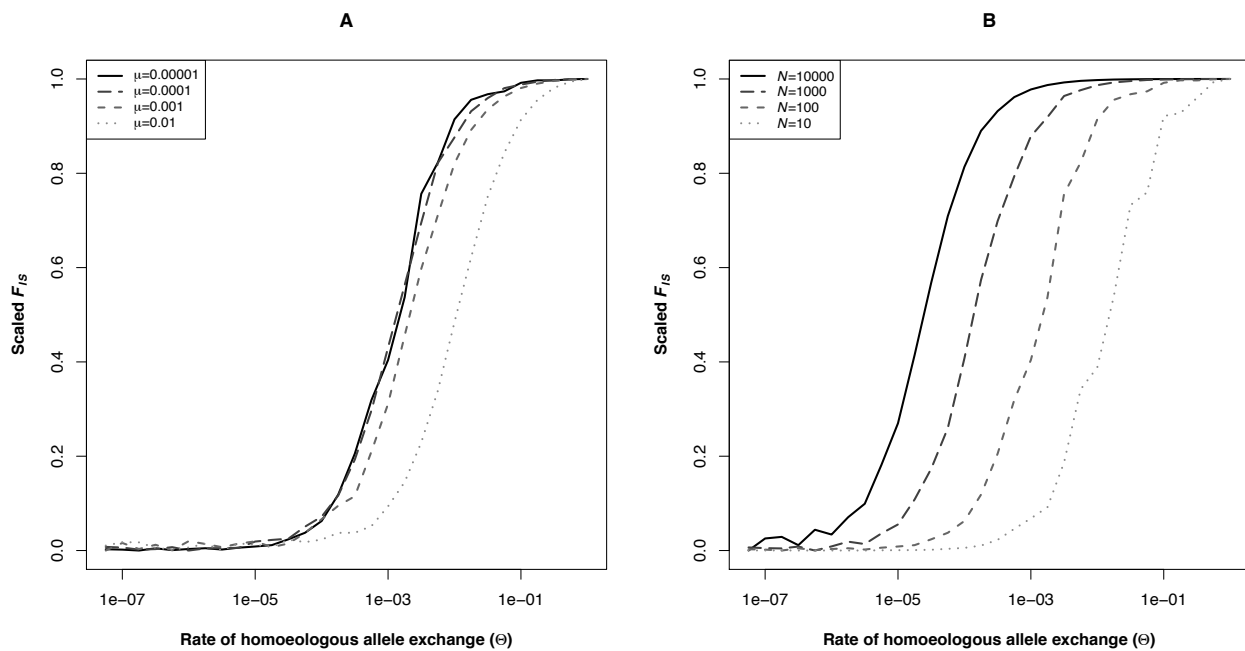 A
μ=0.00001
μ=0.0001
μ=0.001
μ=0.01
1.0
0.8
0.6
0.4
0.2
0.0
Scaled FIS
1e-07 1e-05 1e-03 1e-01
Rate of homoeologous allele exchange (Θ)
B
N=10000
N=1000
N=100
N=10
1.0
0.8
0.6
0.4
0.2
0.0
Scaled FIS
1e-07 1e-05 1e-03 1e-01
Rate of homoeologous allele exchange (Θ)